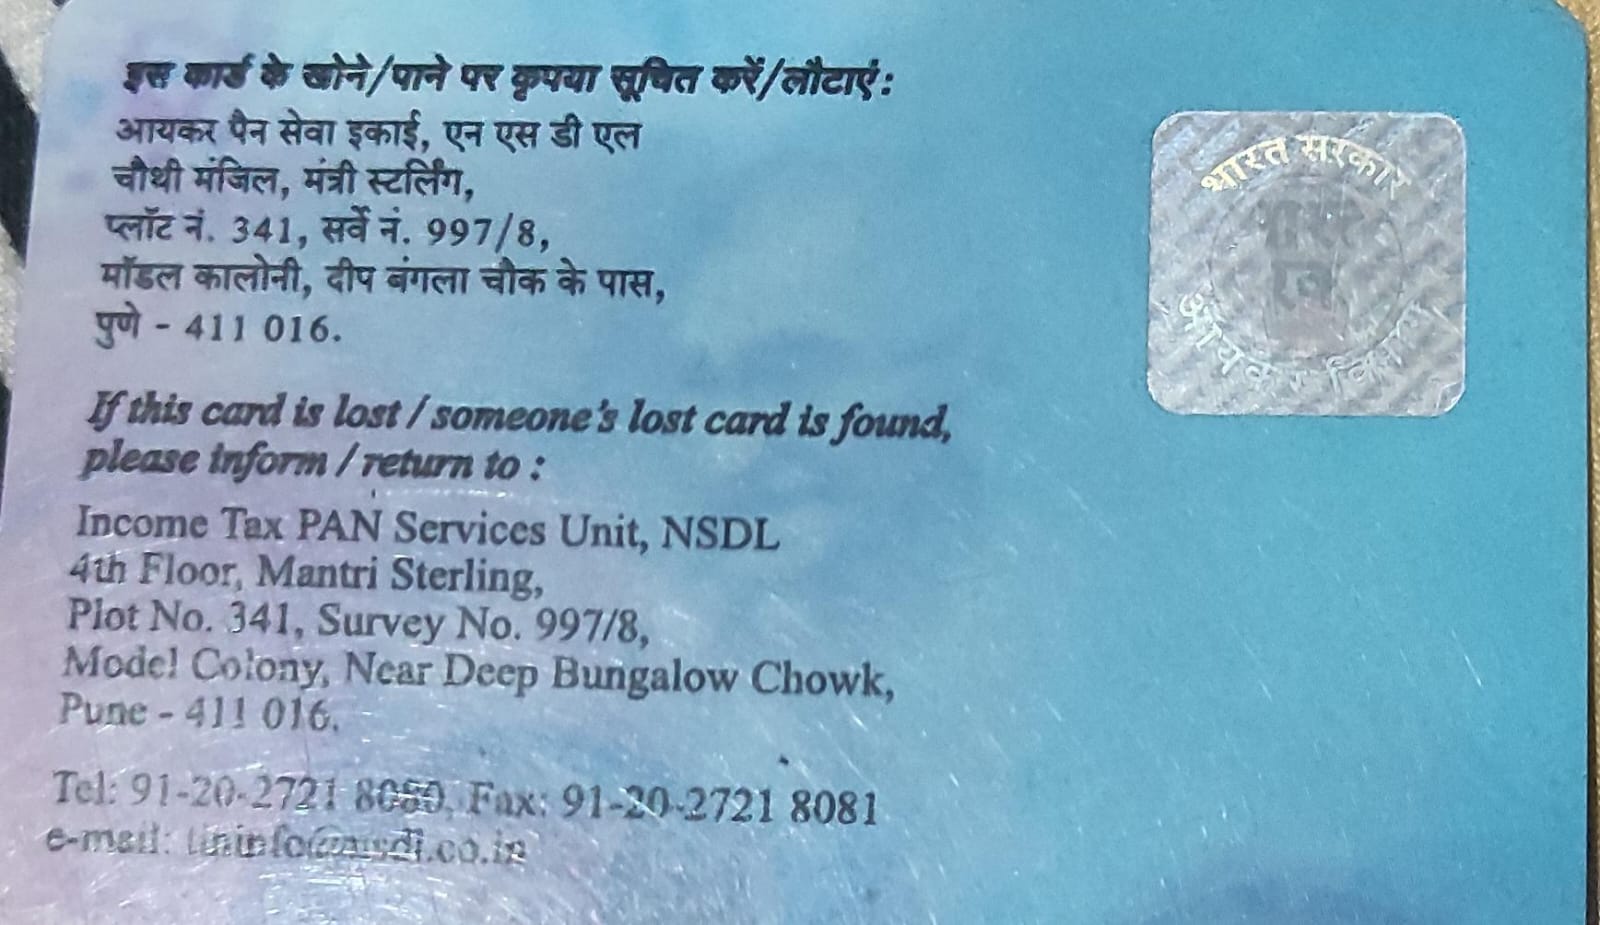 इस कार्ड के खोने/पाने पर कृपया सूचित करें/लौटाएं:
आयकर पैन सेवा इकाई, एन एस डी एल
चौथी मंजिल, मंत्री स्टर्लिंग,
प्लॉट नं. 341, सर्वे नं. 997/8,
मॉडल कालोनी, दीप बंगला चौक के पास,
पुणे - 411 016.
If this card is lost / someone's lost card is found,
please inform / return to :
Income Tax PAN Services Unit, NSDL
4th Floor, Mantri Sterling,
Plot No. 341, Survey No. 997/8,
Model Colony, Near Deep Bungalow Chowk,
Pune - 411 016.
Tel: 91-20-2721 8080, Fax: 91-20-2721 8081
e-mail: tininfo@nsdl.co.in
भारत सरकार
आयकर विभाग